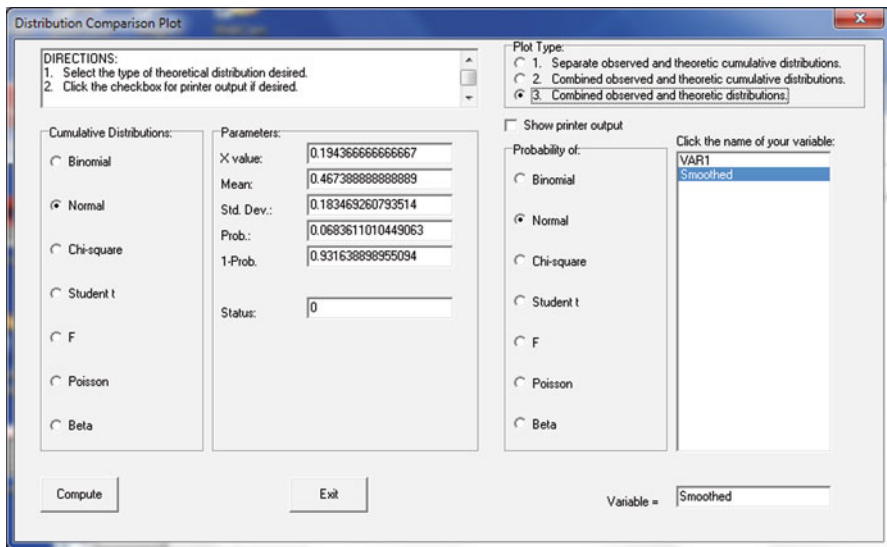 Distribution Comparison Plot
DIRECTIONS:
1. Select the type of theoretical distribution desired.
2. Click the checkbox for printer output if desired.
Plot Type:
1. Separate observed and theoretic cumulative distributions.
2. Combined observed and theoretic cumulative distributions.
3. Combined observed and theoretic distributions.
Show printer output
Cumulative Distributions:
Binomial
Normal
Chi-square
Student t
F
Poisson
Beta
Parameters:
X value: 0.194366666666667
Mean: 0.467388888888889
Std. Dev.: 0.183469260793514
Prob.: 0.0683611010449063
1-Prob. 0.931638898955094
Status: 0
Probability of:
Binomial
Normal
Chi-square
Student t
F
Poisson
Beta
Click the name of your variable:
VAR1
Smoothed
Compute
Exit
Variable = Smoothed